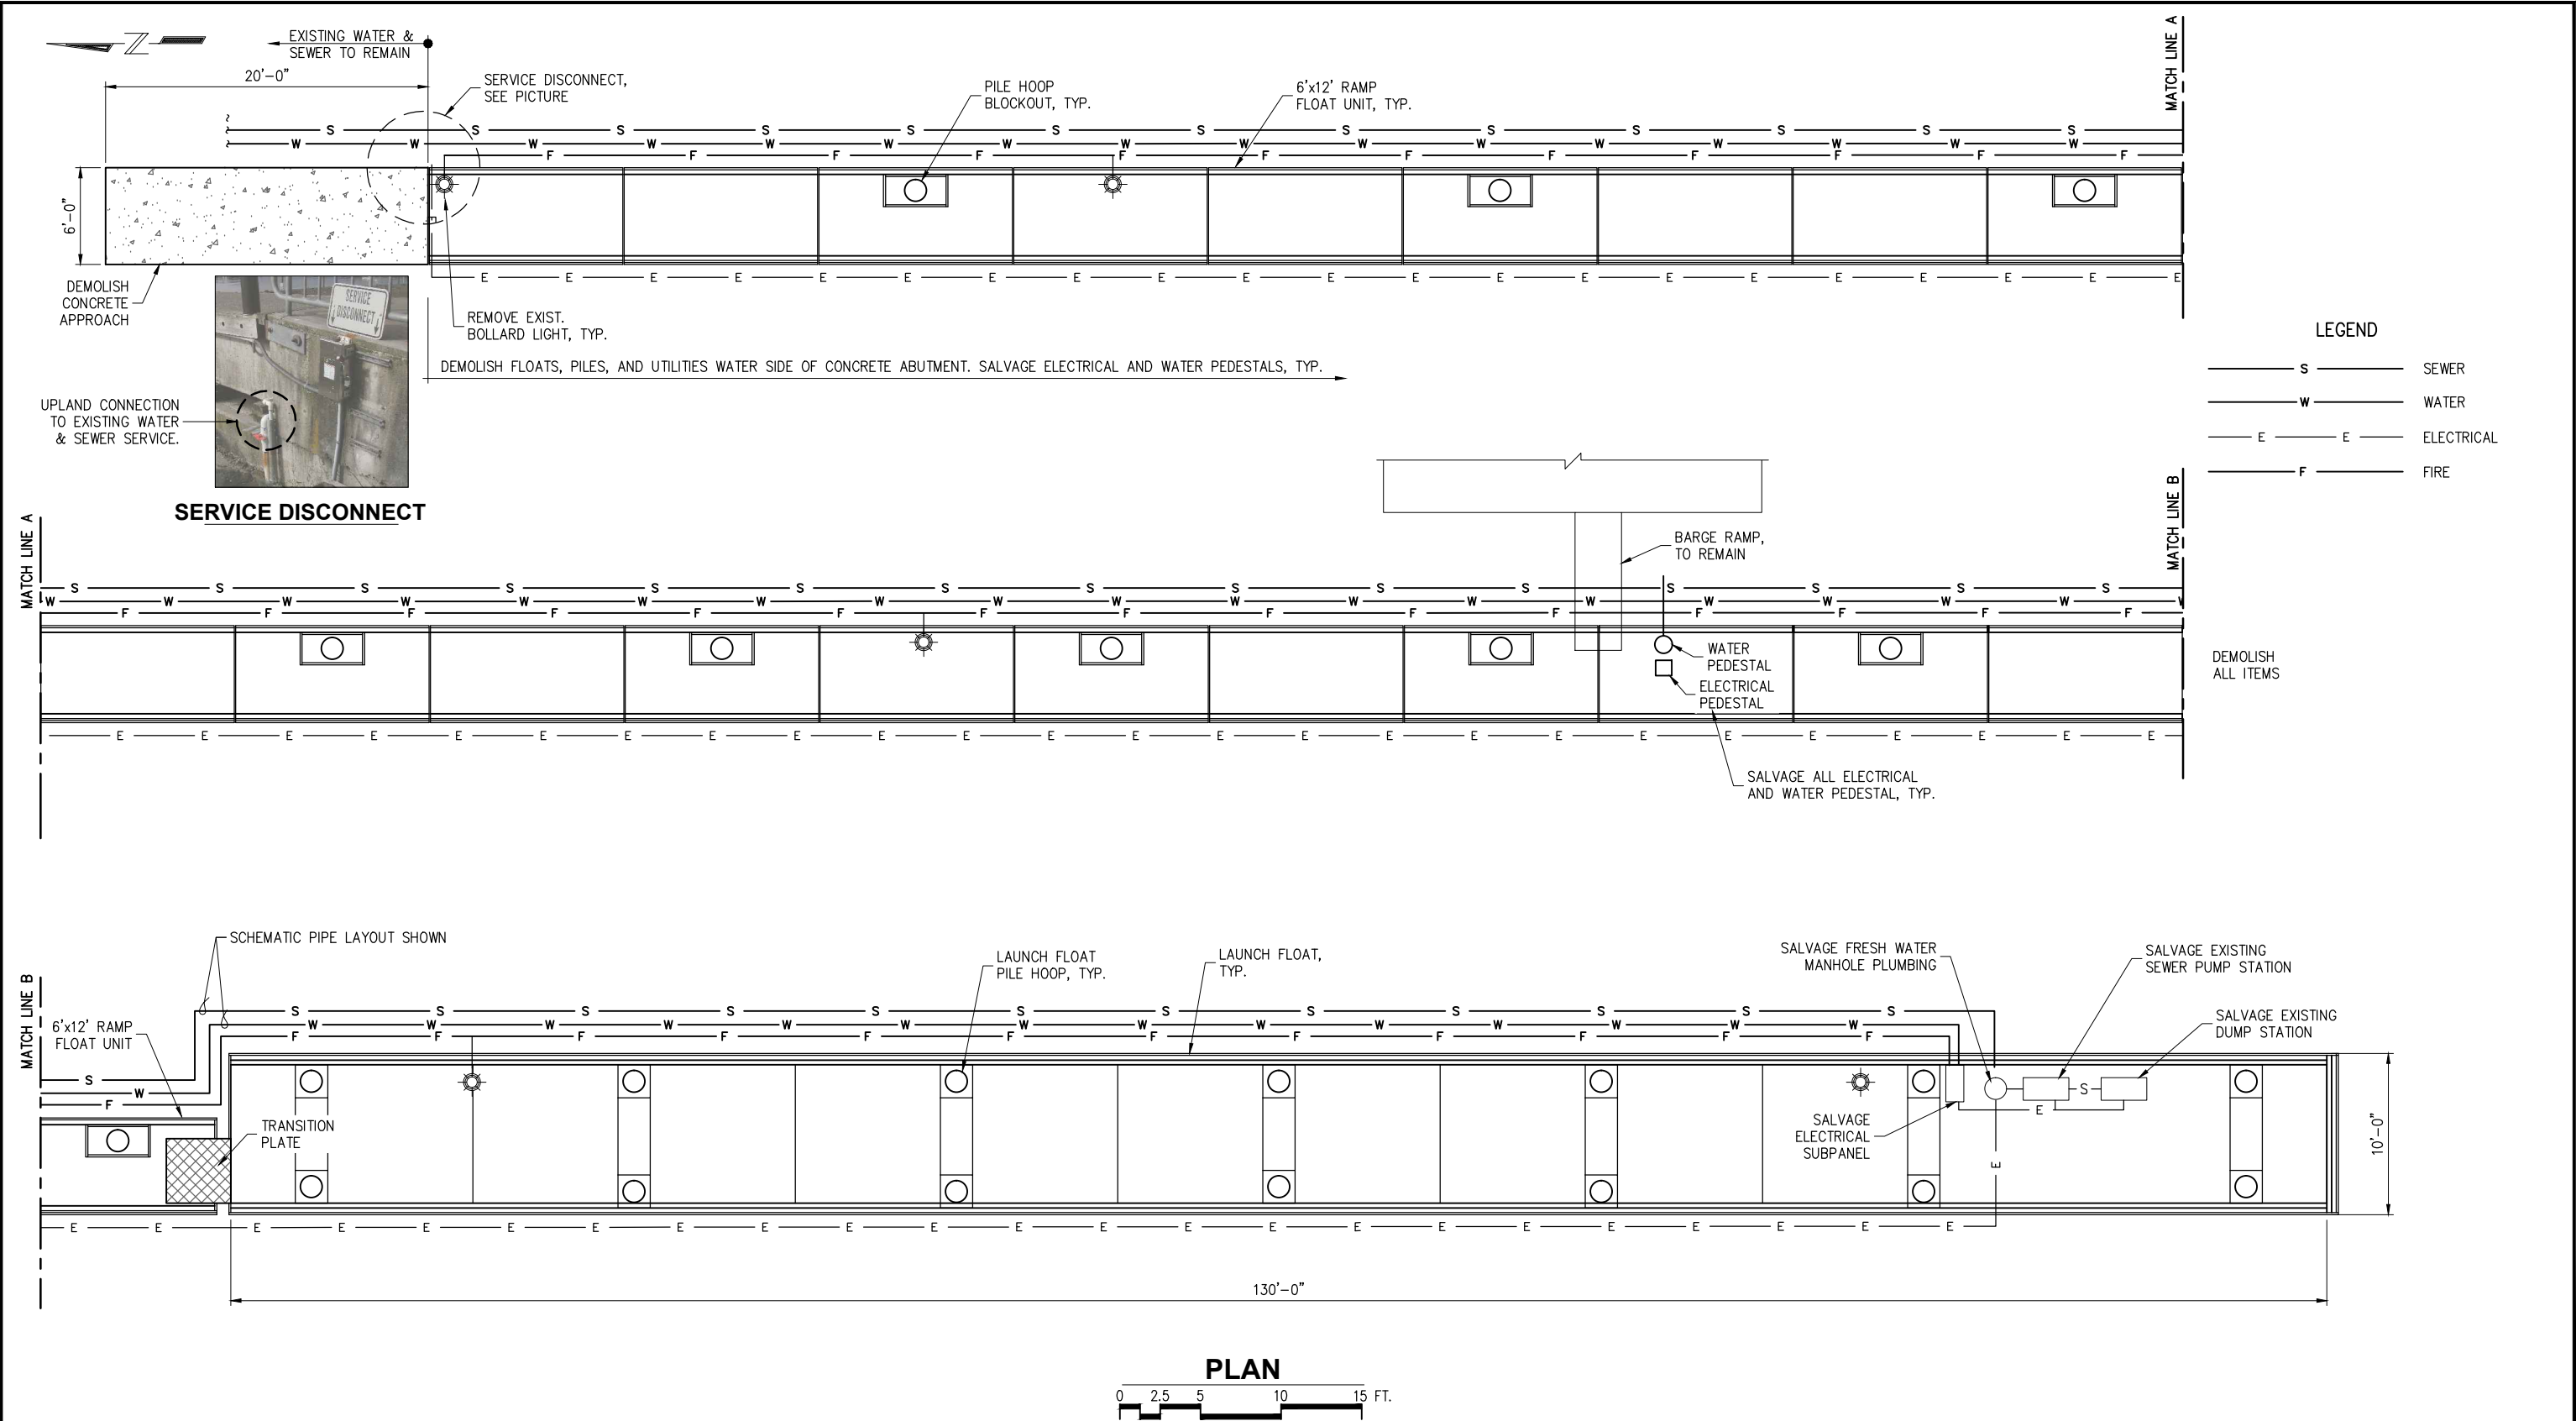 EXISTING WATER &
SEWER TO REMAIN
20'-0"
SERVICE DISCONNECT,
SEE PICTURE
PILE HOOP
BLOCKOUT, TYP.
6'x12' RAMP
FLOAT UNIT, TYP.
MATCH LINE A
S S S S S S S S S S S S S
W W W W W W W W W W W W W W W W
F F F F F F F F F F F F
6'-0"
E E E E E E E E E E E E E E E E E E E E E
DEMOLISH
CONCRETE
APPROACH
SERVICE
DISCONNECT
REMOVE EXIST.
BOLLARD LIGHT, TYP.
DEMOLISH FLOATS, PILES, AND UTILITIES WATER SIDE OF CONCRETE ABUTMENT. SALVAGE ELECTRICAL AND WATER PEDESTALS, TYP.
UPLAND CONNECTION
TO EXISTING WATER
& SEWER SERVICE.
SERVICE DISCONNECT
LEGEND
S SEWER
W WATER
E E ELECTRICAL
F FIRE
MATCH LINE A
MATCH LINE B
BARGE RAMP,
TO REMAIN
S S S S S S S S S S S S S S S
W W W W W W W W W W W W W W W W W W W
F F F F F F F F F F F F F F F
WATER
PEDESTAL
ELECTRICAL
PEDESTAL
DEMOLISH
ALL ITEMS
E E E E E E E E E E E E E E E E E E E E E E E E E
SALVAGE ALL ELECTRICAL
AND WATER PEDESTAL, TYP.
MATCH LINE B
SCHEMATIC PIPE LAYOUT SHOWN
LAUNCH FLOAT
PILE HOOP, TYP.
LAUNCH FLOAT,
TYP.
SALVAGE FRESH WATER
MANHOLE PLUMBING
SALVAGE EXISTING
SEWER PUMP STATION
SALVAGE EXISTING
DUMP STATION
S S S S S S S S S S S S
W W W W W W W W W W W W W W
F F F F F F F F F F F F
6'x12' RAMP
FLOAT UNIT
S
W
F
TRANSITION
PLATE
SALVAGE
ELECTRICAL
SUBPANEL
S
E
E
10'-0"
E E E E E E E E E E E E E E E E E E E E E E E
130'-0"
PLAN
0 2.5 5 10 15 FT.